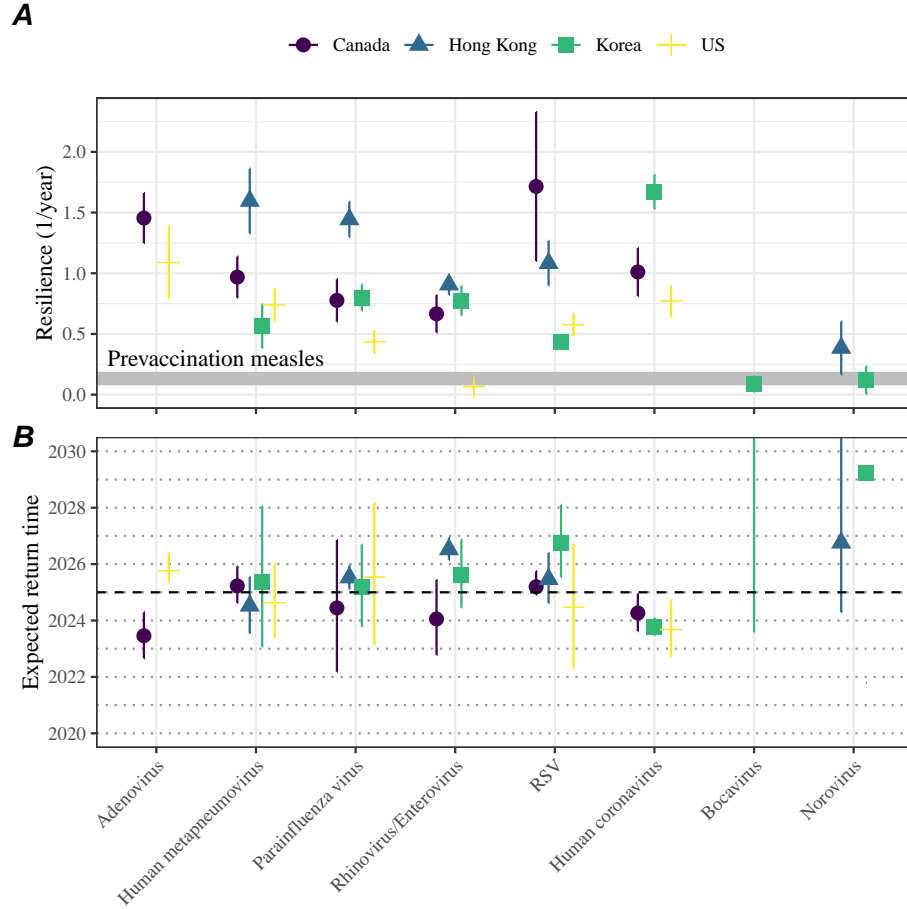 A
Canada Hong Kong Korea US
Resilience (1/year)
2.0
1.5
1.0
0.5
0.0
Prevaccination measles
B
Expected return time
2030
2028
2026
2024
2022
2020
Adenovirus
Human metapneumovirus
Parainfluenza virus
Rhinovirus/Enterovirus
RSV
Human coronavirus
Bocavirus
Norovirus